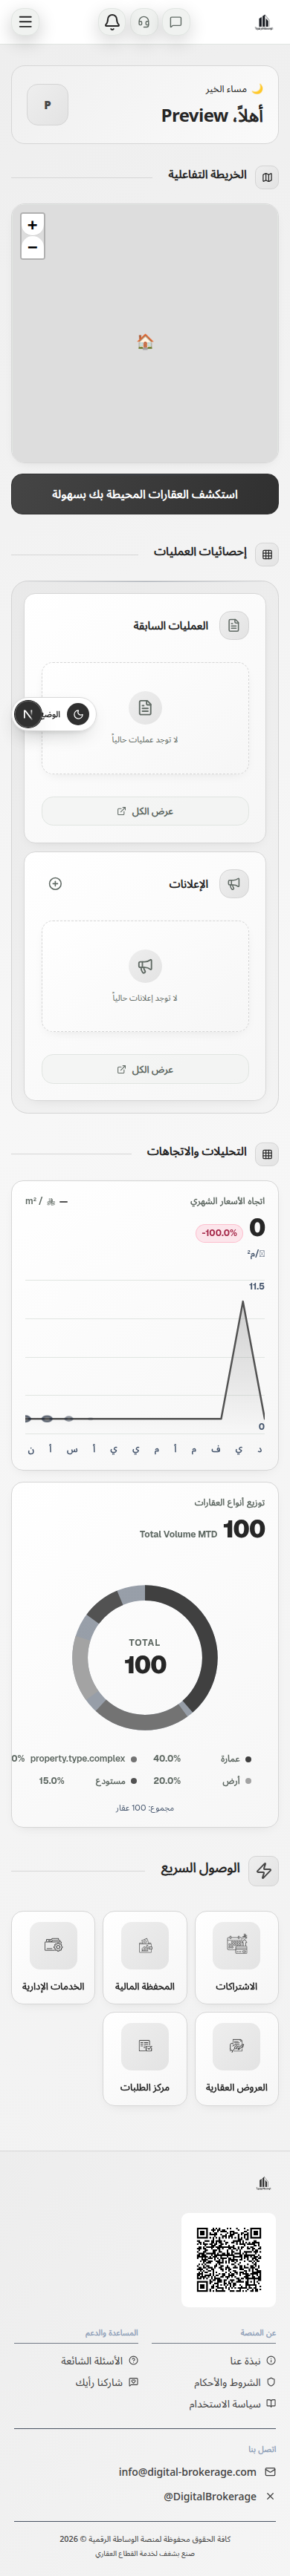 🌙 مساء الخير
أهلاً، Preview
P
الخريطة التفاعلية
+
−
استكشف العقارات المحيطة بك بسهولة
إحصائيات العمليات
العمليات السابقة
لا توجد عمليات حالياً
الوضع
N
عرض الكل
الإعلانات
لا توجد إعلانات حالياً
عرض الكل
التحليلات والاتجاهات
اتجاه الأسعار الشهري
— / m²
0
-100.0%
/م²
11.5
0
د ي ف م أ م ي ي أ س أ ن
توزيع أنواع العقارات
100 Total Volume MTD
TOTAL
100
عمارة 40.0%
property.type.complex 0%
أرض 20.0%
مستودع 15.0%
مجموع: 100 عقار
الوصول السريع
الاشتراكات
المحفظة المالية
الخدمات الإدارية
العروض العقارية
مركز الطلبات
عن المنصة
نبذة عنا
الشروط والأحكام
سياسة الاستخدام
المساعدة والدعم
الأسئلة الشائعة
شاركنا رأيك
اتصل بنا
info@digital-brokerage.com
@DigitalBrokerage
كافة الحقوق محفوظة لمنصة الوساطة الرقمية © 2026
صنع بشغف لخدمة القطاع العقاري